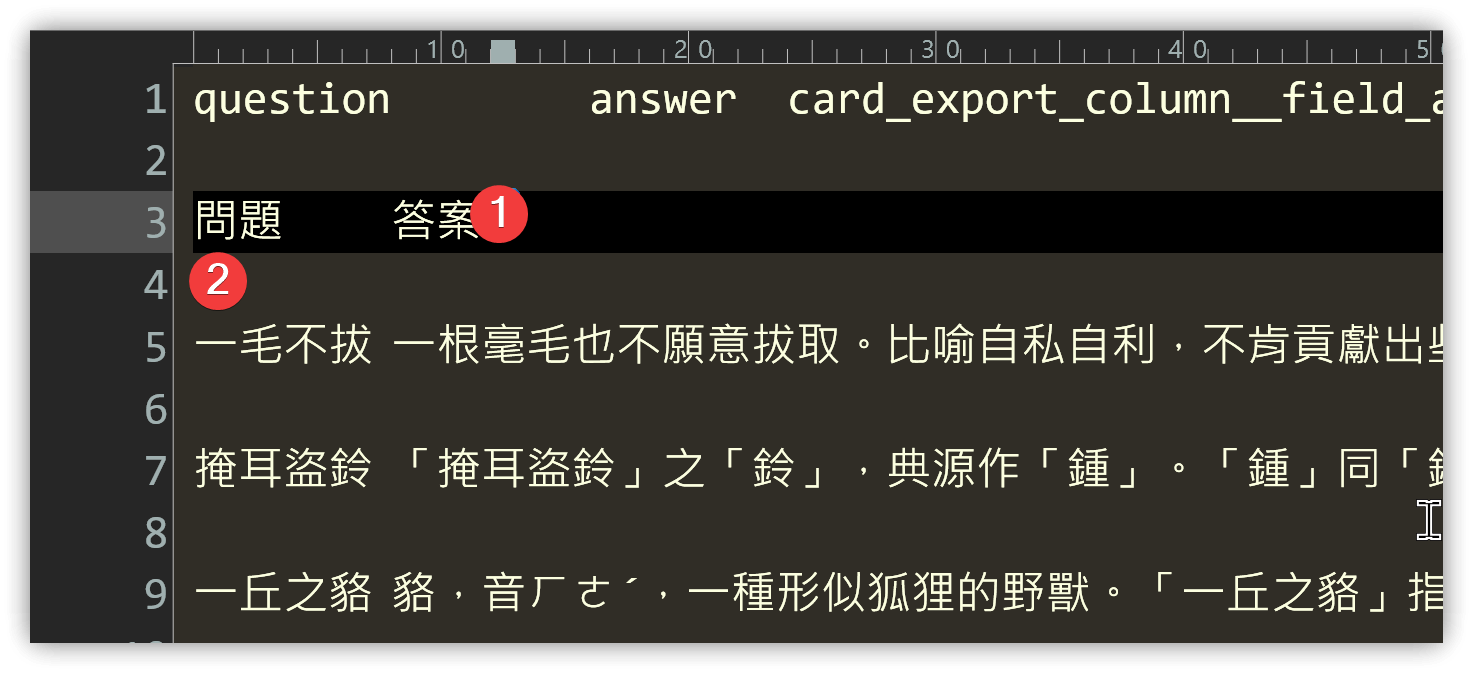 10 20 30 40 5
1 question answer card_export_column__field_a
2
3 問題 答案 1
4 2
5 一毛不拔 一根毫毛也不願意拔取。比喻自私自利，不肯貢獻出些
6
7 掩耳盜鈴 「掩耳盜鈴」之「鈴」，典源作「鍾」。「鍾」同「
8
9 一丘之貉 貉，音ㄏㄜˊ，一種形似狐狸的野獸。「一丘之貉」指